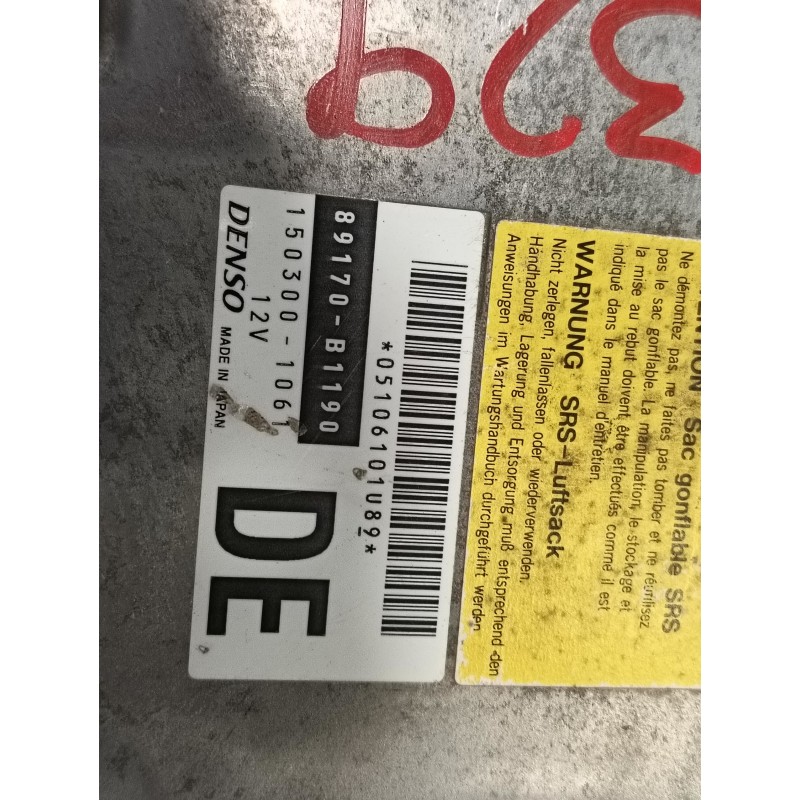 89170-B1190
150300-1061
12V
DENSO MADE IN JAPAN
*05106101U89*
DE
Sac gonflable SRS
Ne démontez pas, ne faites pas tomber et ne réutilisez
pas le sac gonflable. La manipulation, le stockage et
la mise au rebut doivent être effectués comme il est
indiqué dans le manuel d'entretien.
WARNUNG SRS-Luftsack
Nicht zerlegen, fallenlassen oder wiederverwenden.
Handhabung, Lagerung und Entsorgung muß entsprechend den
Anweisungen im Wartungshandbuch durchgeführt werden.